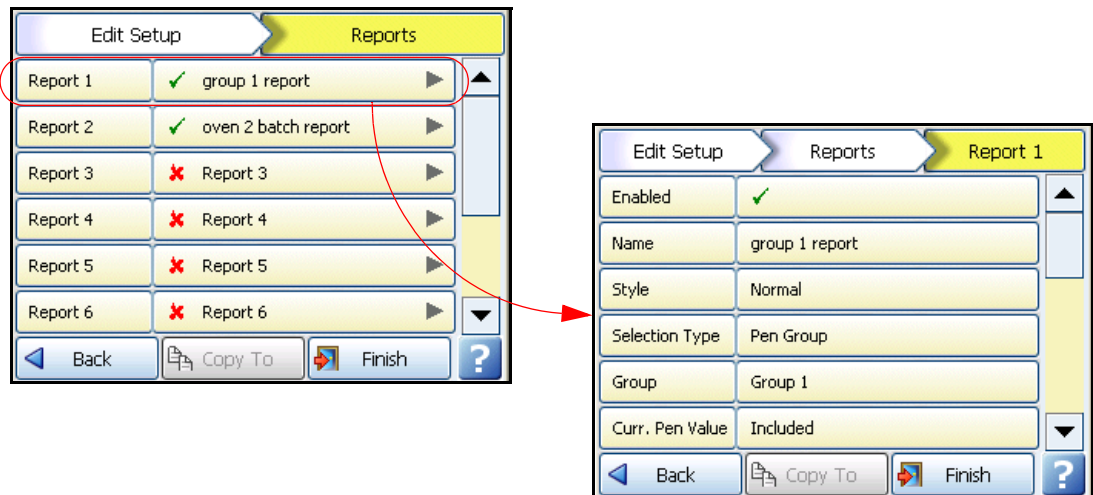 Edit Setup Reports
Report 1 group 1 report
Report 2 oven 2 batch report
Report 3 Report 3
Report 4 Report 4
Report 5 Report 5
Report 6 Report 6
Back Copy To Finish ?
Edit Setup Reports Report 1
Enabled
Name group 1 report
Style Normal
Selection Type Pen Group
Group Group 1
Curr. Pen Value Included
Back Copy To Finish ?